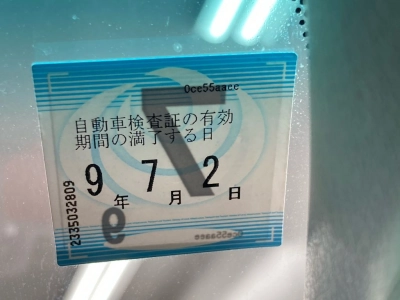 0ce55aace
自動車検査証の有効
期間の満了する日
9年 7月 2日
2335032809